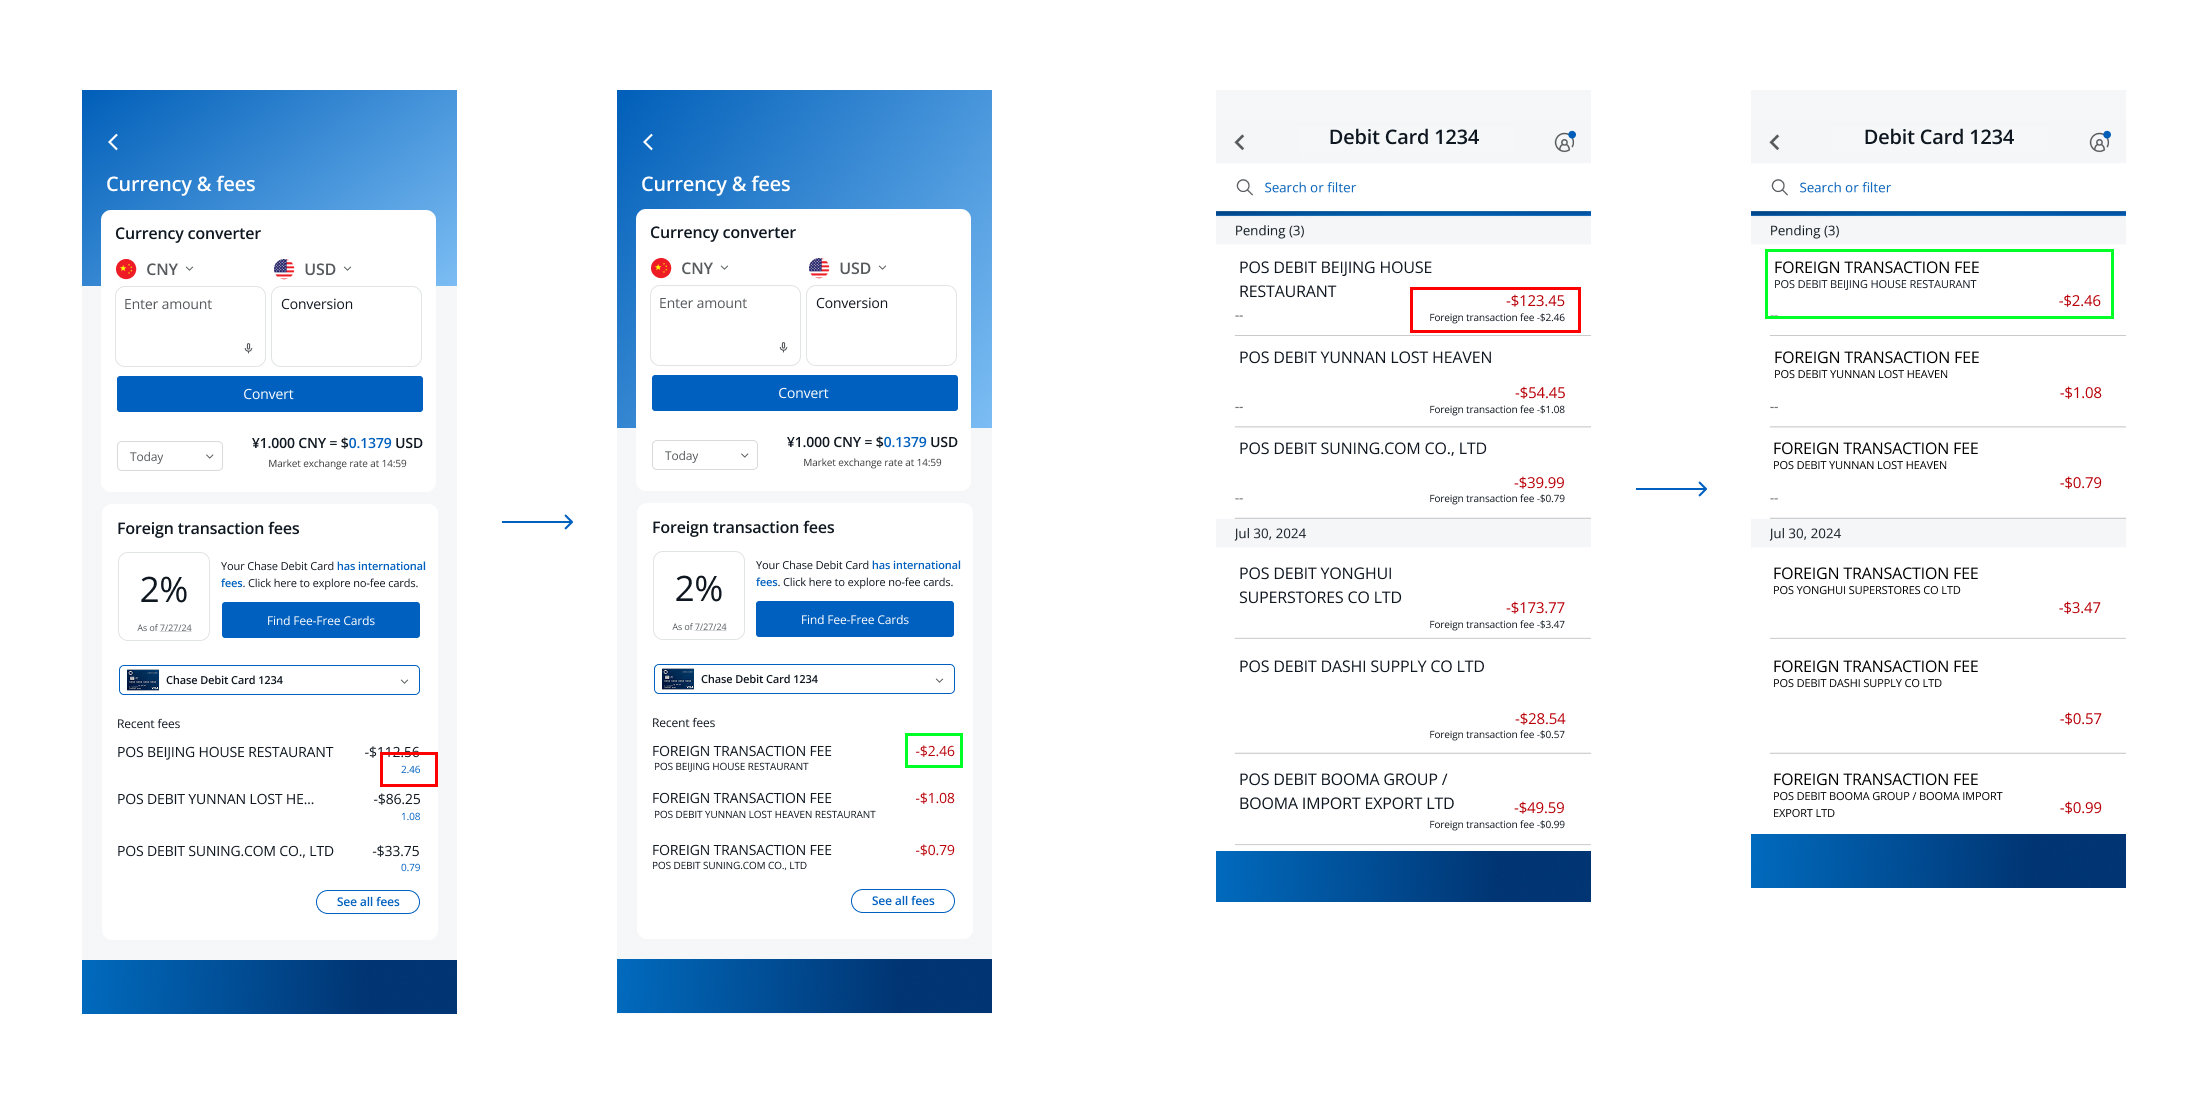 Currency & fees
Currency converter
CNY
USD
Enter amount
Conversion
Convert
Today
¥1.000 CNY = $0.1379 USD
Market exchange rate at 14:59
Foreign transaction fees
2%
As of 7/27/24
Your Chase Debit Card has international
fees. Click here to explore no-fee cards.
Find Fee-Free Cards
Chase Debit Card 1234
Recent fees
POS BEIJING HOUSE RESTAURANT -$112.56
2.46
POS DEBIT YUNNAN LOST HE... -$86.25
1.08
POS DEBIT SUNING.COM CO., LTD -$33.75
0.79
See all fees
Currency & fees
Currency converter
CNY
USD
Enter amount
Conversion
Convert
Today
¥1.000 CNY = $0.1379 USD
Market exchange rate at 14:59
Foreign transaction fees
2%
As of 7/27/24
Your Chase Debit Card has international
fees. Click here to explore no-fee cards.
Find Fee-Free Cards
Chase Debit Card 1234
Recent fees
FOREIGN TRANSACTION FEE -$2.46
POS BEIJING HOUSE RESTAURANT
FOREIGN TRANSACTION FEE -$1.08
POS DEBIT YUNNAN LOST HEAVEN RESTAURANT
FOREIGN TRANSACTION FEE -$0.79
POS DEBIT SUNING.COM CO., LTD
See all fees
Debit Card 1234
Search or filter
Pending (3)
POS DEBIT BEIJING HOUSE
RESTAURANT
-$123.45
-- Foreign transaction fee -$2.46
POS DEBIT YUNNAN LOST HEAVEN
-$54.45
-- Foreign transaction fee -$1.08
POS DEBIT SUNING.COM CO., LTD
-$39.99
-- Foreign transaction fee -$0.79
Jul 30, 2024
POS DEBIT YONGHUI
SUPERSTORES CO LTD
-$173.77
Foreign transaction fee -$3.47
POS DEBIT DASHI SUPPLY CO LTD
-$28.54
Foreign transaction fee -$0.57
POS DEBIT BOOMA GROUP /
BOOMA IMPORT EXPORT LTD -$49.59
Foreign transaction fee -$0.99
Debit Card 1234
Search or filter
Pending (3)
FOREIGN TRANSACTION FEE
POS DEBIT BEIJING HOUSE RESTAURANT
-$2.46
--
FOREIGN TRANSACTION FEE
POS DEBIT YUNNAN LOST HEAVEN
-$1.08
--
FOREIGN TRANSACTION FEE
POS DEBIT YUNNAN LOST HEAVEN
-$0.79
--
Jul 30, 2024
FOREIGN TRANSACTION FEE
POS YONGHUI SUPERSTORES CO LTD
-$3.47
FOREIGN TRANSACTION FEE
POS DEBIT DASHI SUPPLY CO LTD
-$0.57
FOREIGN TRANSACTION FEE
POS DEBIT BOOMA GROUP / BOOMA IMPORT
EXPORT LTD
-$0.99